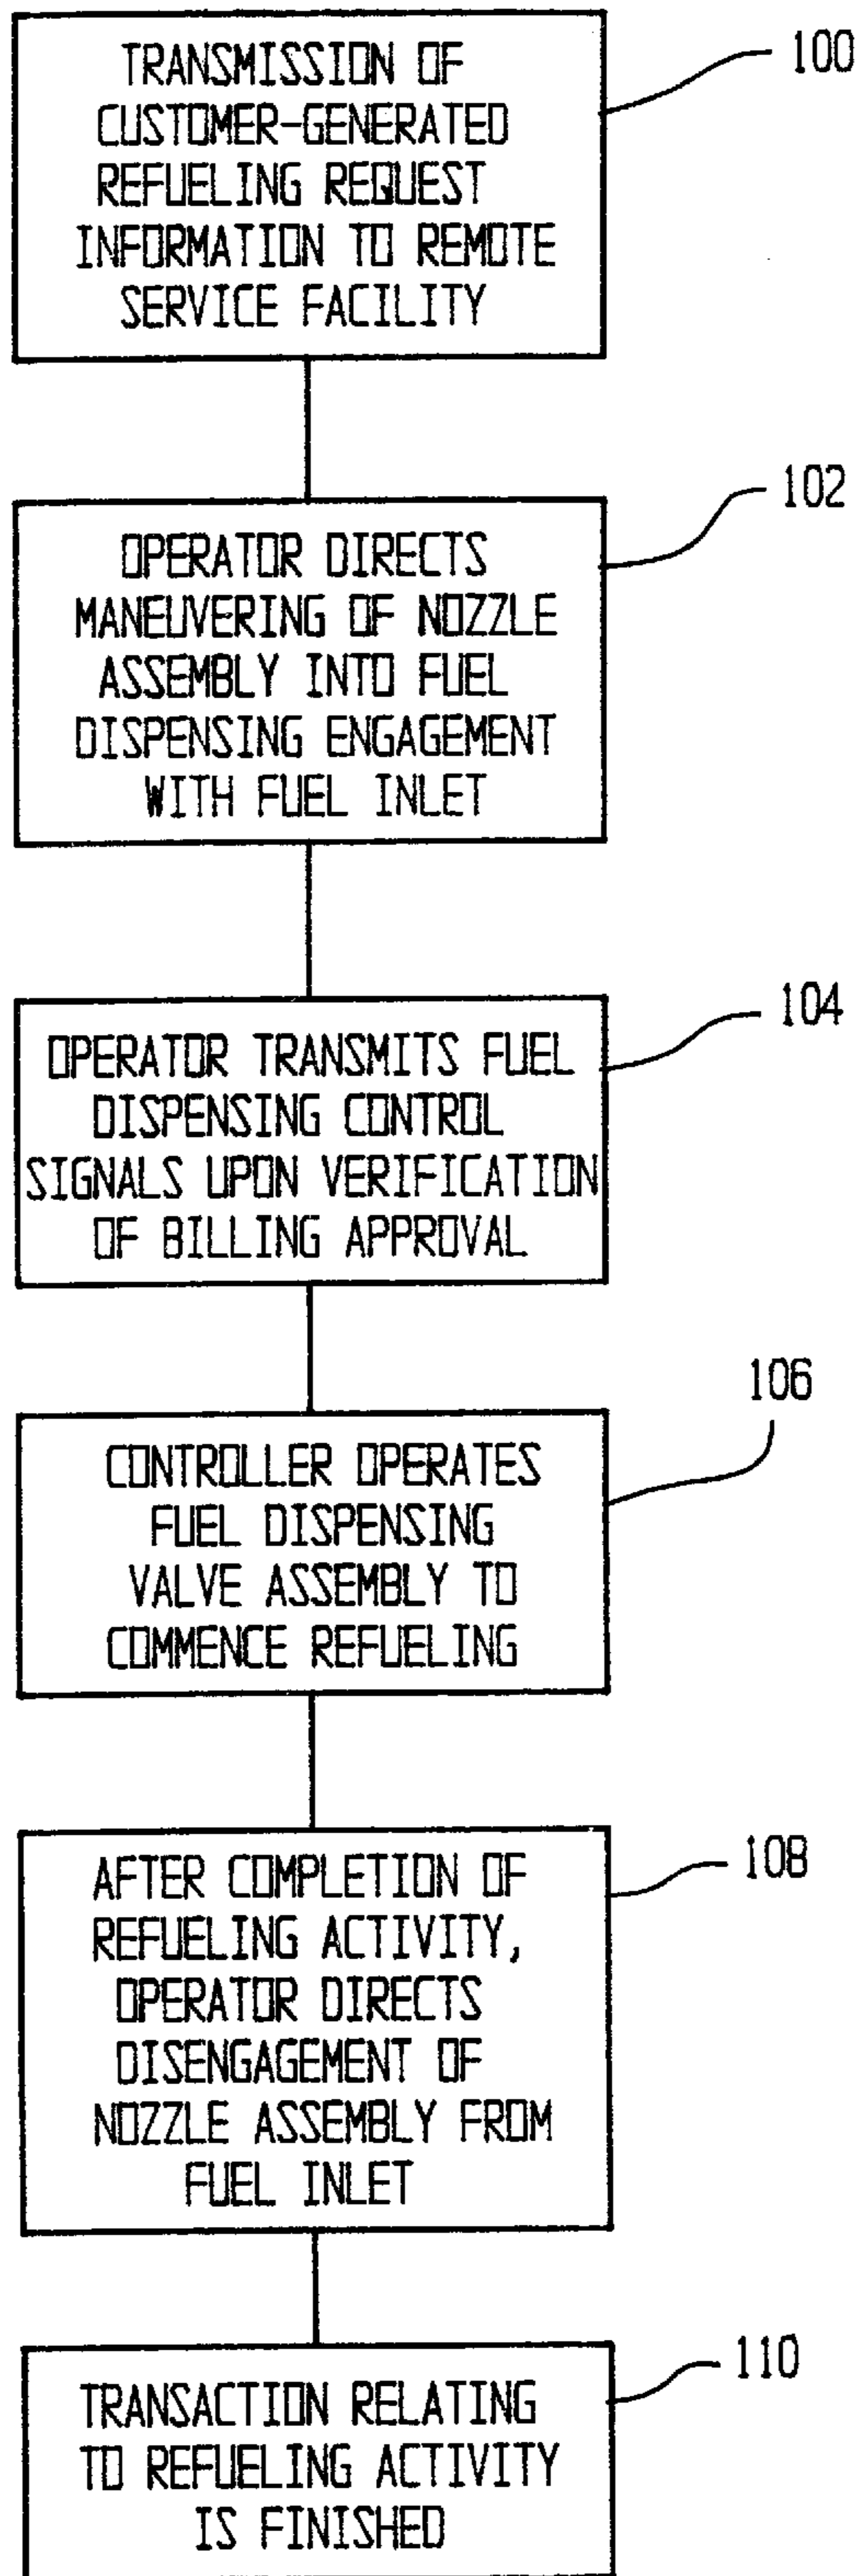 TRANSMISSION OF
CUSTOMER-GENERATED
REFUELING REQUEST
INFORMATION TO REMOTE
SERVICE FACILITY
100
OPERATOR DIRECTS
MANEUVERING OF NOZZLE
ASSEMBLY INTO FUEL
DISPENSING ENGAGEMENT
WITH FUEL INLET
102
OPERATOR TRANSMITS FUEL
DISPENSING CONTROL
SIGNALS UPON VERIFICATION
OF BILLING APPROVAL
104
CONTROLLER OPERATES
FUEL DISPENSING
VALVE ASSEMBLY TO
COMMENCE REFUELING
106
AFTER COMPLETION OF
REFUELING ACTIVITY,
OPERATOR DIRECTS
DISENGAGEMENT OF
NOZZLE ASSEMBLY FROM
FUEL INLET
108
TRANSACTION RELATING
TO REFUELING ACTIVITY
IS FINISHED
110